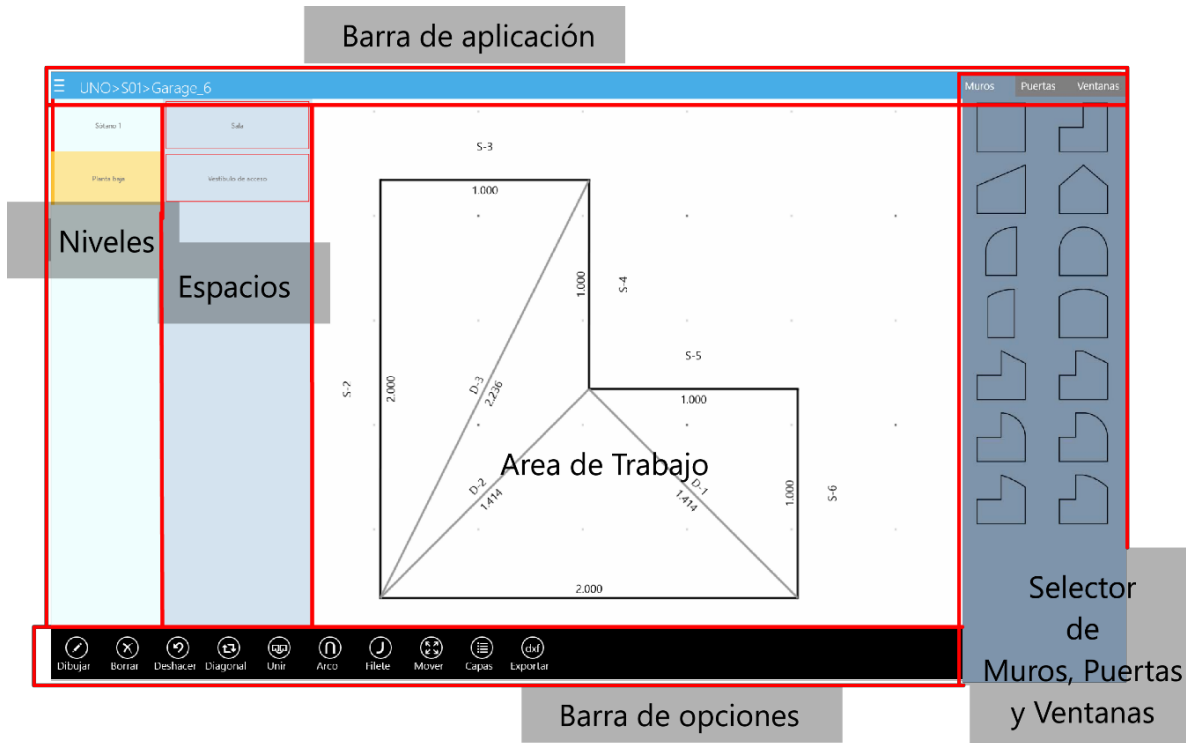 Barra de aplicación
UNO>S01>Garage_6
Muros Puertas Ventanas
Sótano 1
Sala
Planta baja
Vestíbulo de acceso
Niveles
Espacios
S-3
1.000
1.000
S-4
S-5
1.000
S-2
2.000
D-3
2.236
Area de Trabajo
D-2
1.414
D-1
1.414
1.000
S-6
2.000
Selector
de
Muros, Puertas
y Ventanas
Dibujar Borrar Deshacer Diagonal Unir Arco Filete Mover Capas dxf Exportar
Barra de opciones